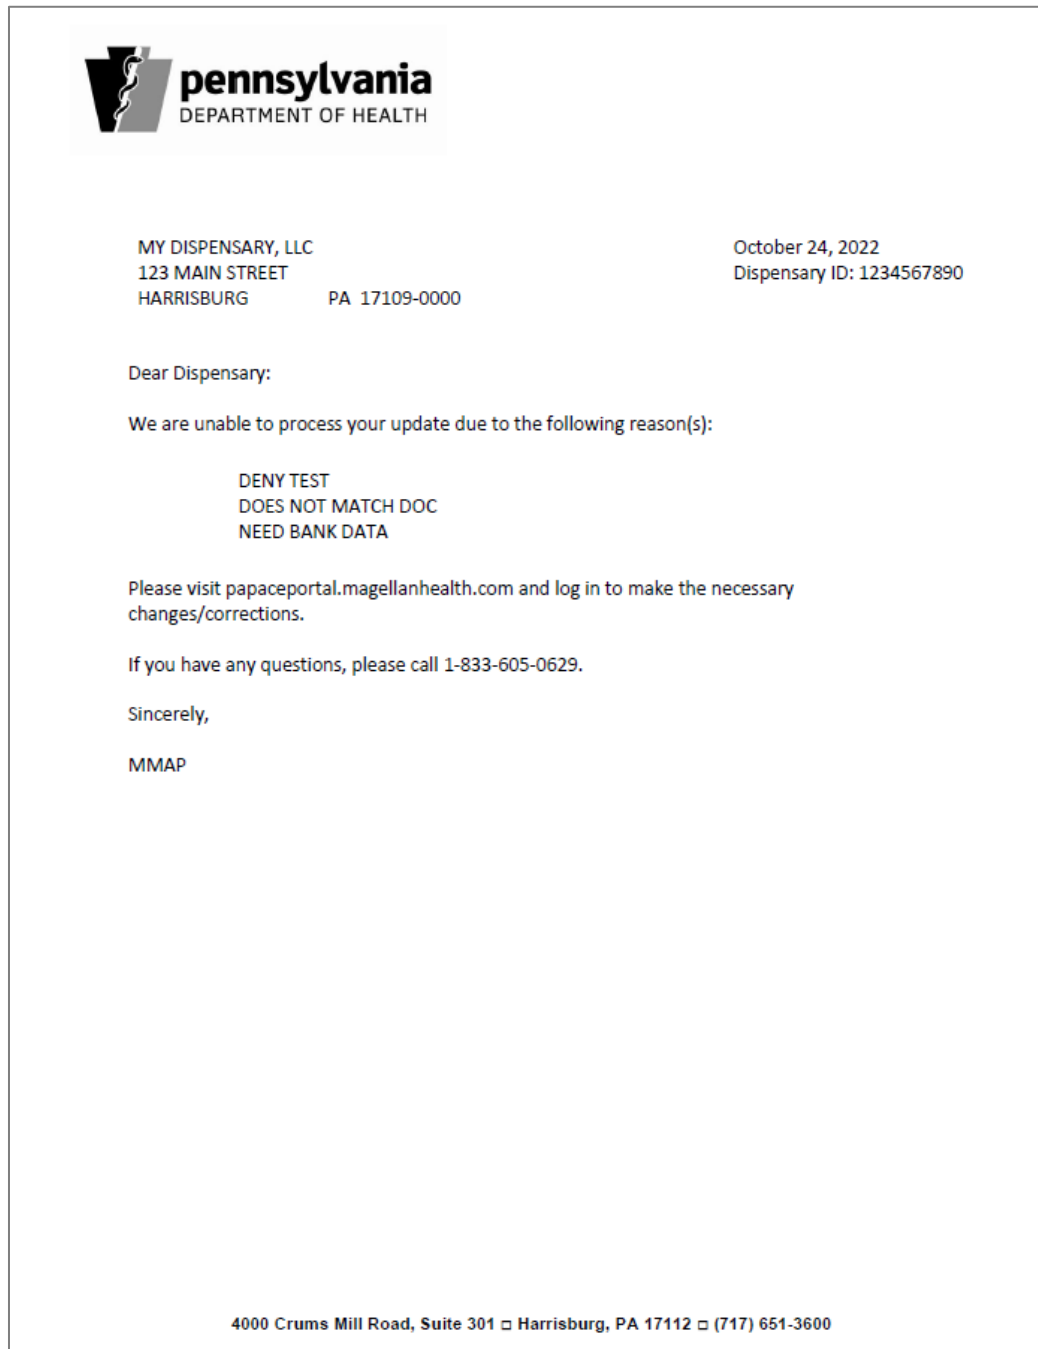 pennsylvania
DEPARTMENT OF HEALTH
MY DISPENSARY, LLC
123 MAIN STREET
HARRISBURG PA 17109-0000
October 24, 2022
Dispensary ID: 1234567890
Dear Dispensary:
We are unable to process your update due to the following reason(s):
DENY TEST
DOES NOT MATCH DOC
NEED BANK DATA
Please visit papaceportal.magellanhealth.com and log in to make the necessary
changes/corrections.
If you have any questions, please call 1-833-605-0629.
Sincerely,
MMAP
4000 Crums Mill Road, Suite 301 □ Harrisburg, PA 17112 □ (717) 651-3600